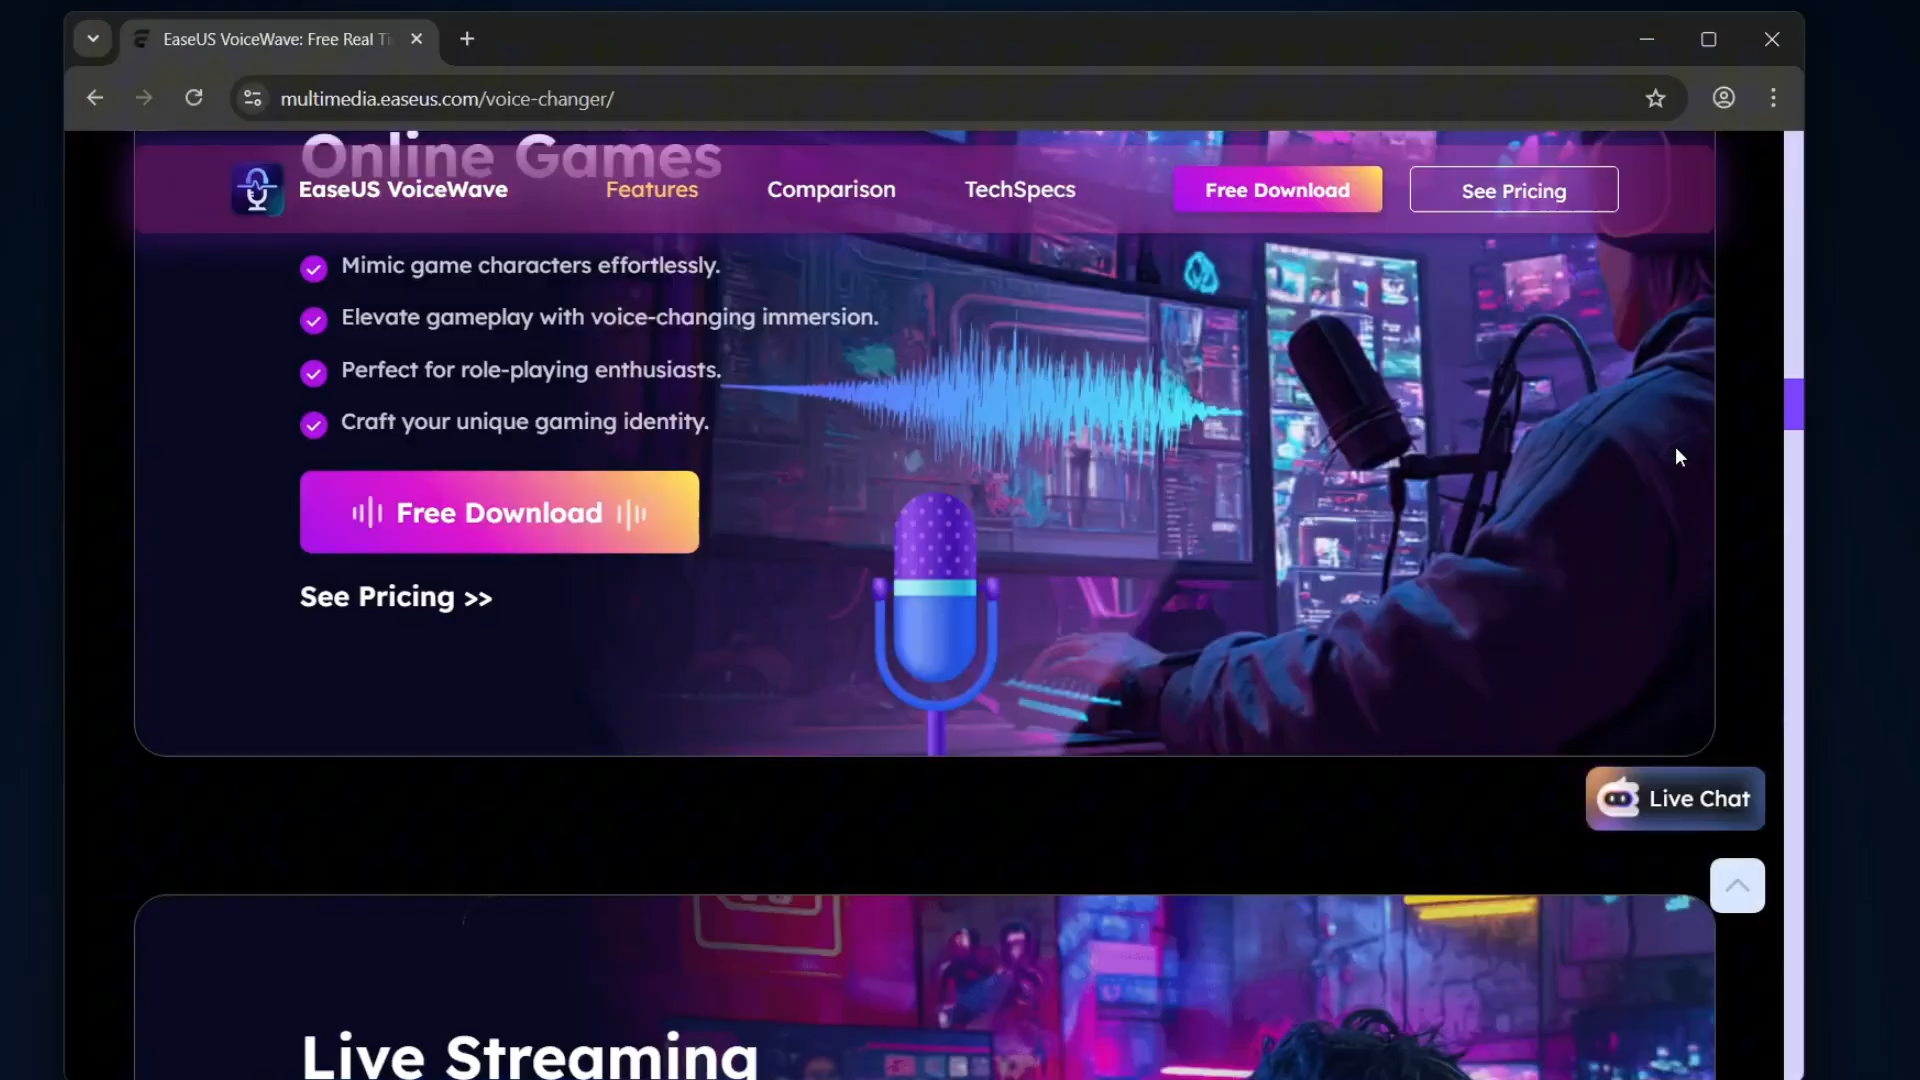 EaseUS VoiceWave: Free Real Ti
multimedia.easeus.com/voice-changer/
Online Games
EaseUS VoiceWave
Features
Comparison
TechSpecs
Free Download
See Pricing
Mimic game characters effortlessly.
Elevate gameplay with voice-changing immersion.
Perfect for role-playing enthusiasts.
Craft your unique gaming identity.
Free Download
See Pricing >>
Live Chat
Live Streaming